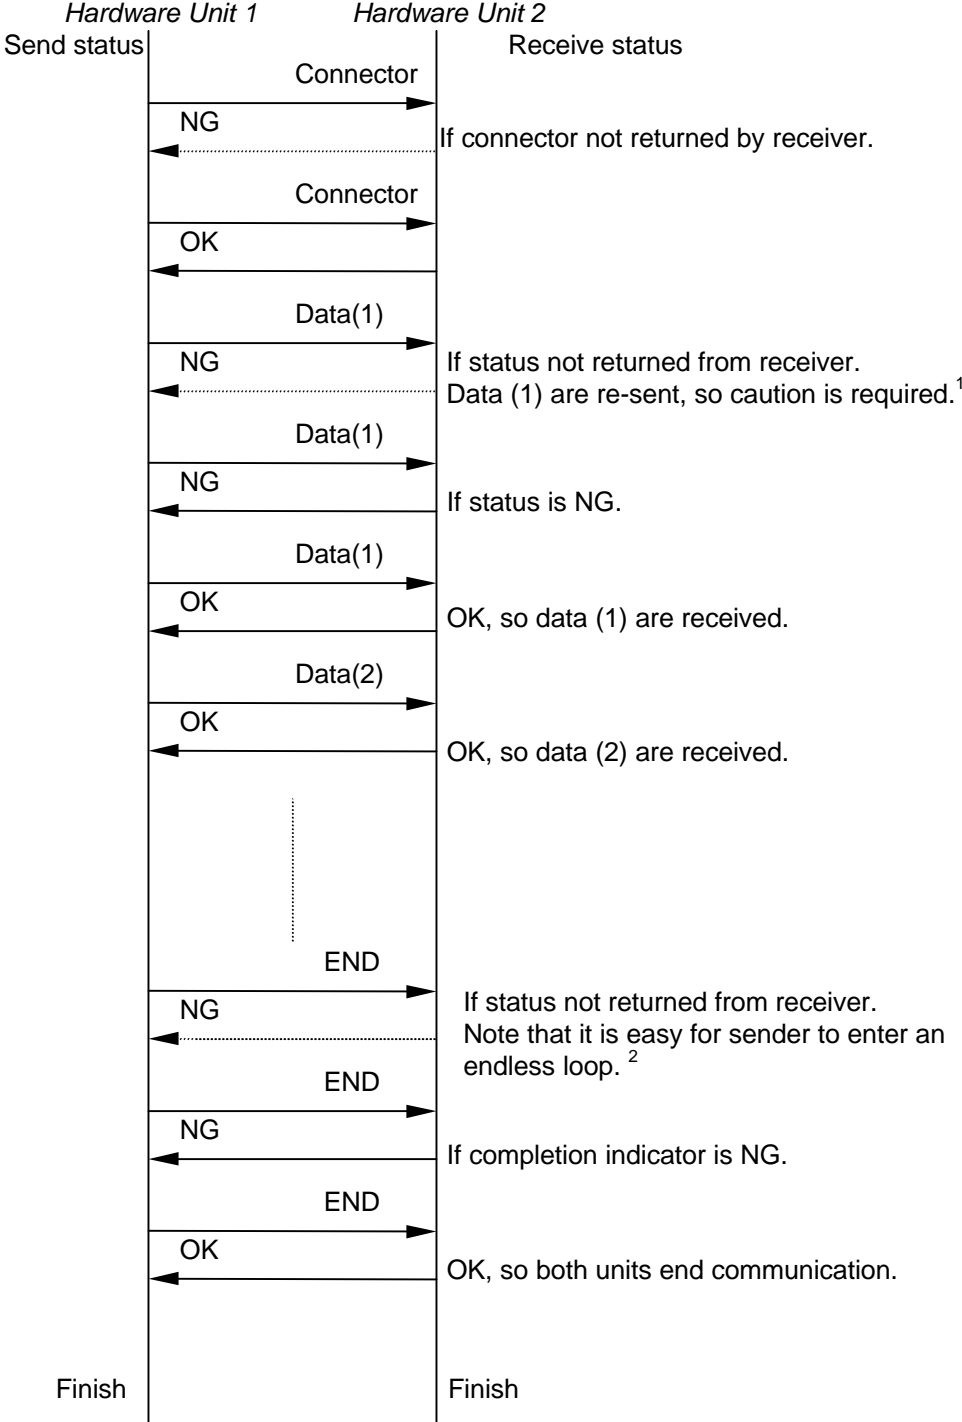 Hardware Unit 1 Hardware Unit 2
Send status Receive status
Connector
NG
If connector not returned by receiver.
Connector
OK
Data(1)
NG
If status not returned from receiver.
Data (1) are re-sent, so caution is required.1
Data(1)
NG
If status is NG.
Data(1)
OK
OK, so data (1) are received.
Data(2)
OK
OK, so data (2) are received.
END
NG
If status not returned from receiver.
Note that it is easy for sender to enter an
endless loop. 2
END
NG
If completion indicator is NG.
END
OK
OK, so both units end communication.
Finish Finish